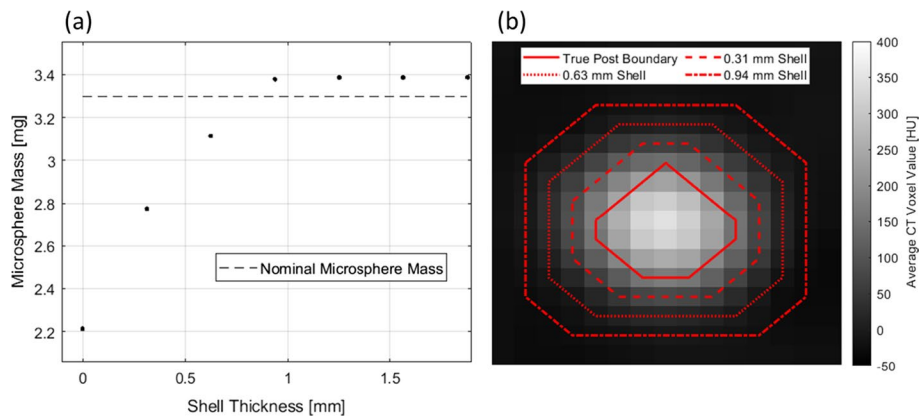 (a)
3.4
3.2
3
2.8
2.6
2.4
2.2
Microsphere Mass [mg]
Nominal Microsphere Mass
0
0.5
1
1.5
Shell Thickness [mm]
(b)
True Post Boundary
0.31 mm Shell
0.63 mm Shell
0.94 mm Shell
400
350
300
250
200
150
100
50
0
-50
Average CT Voxel Value [HU]